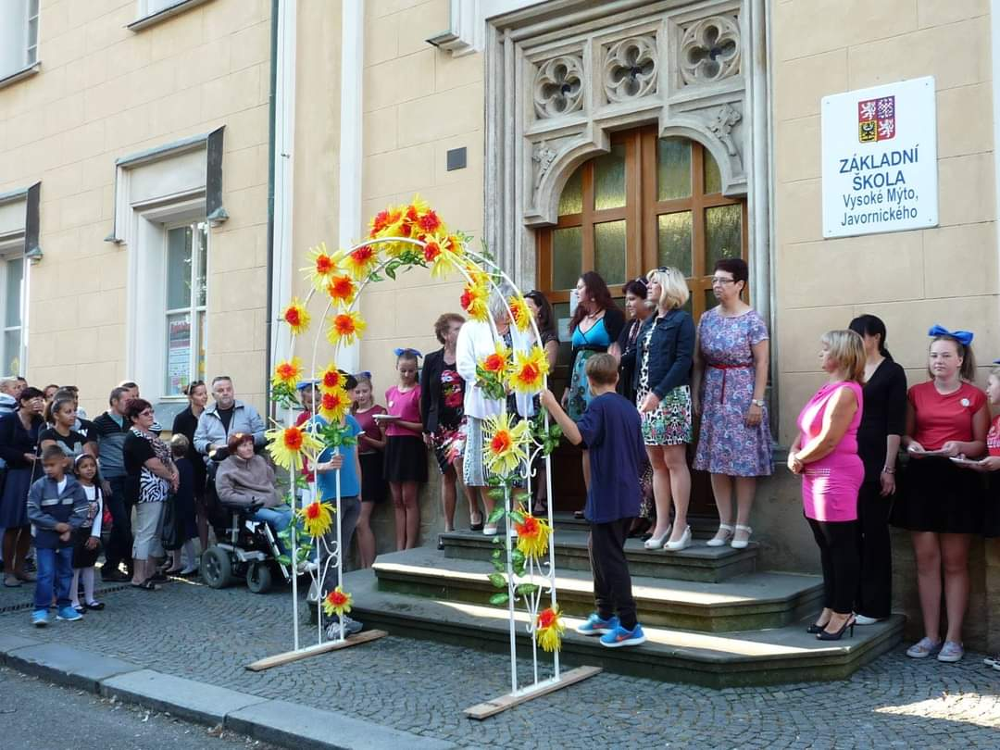 ZÁKLADNÍ
ŠKOLA
Vysoké Mýto,
Javornického